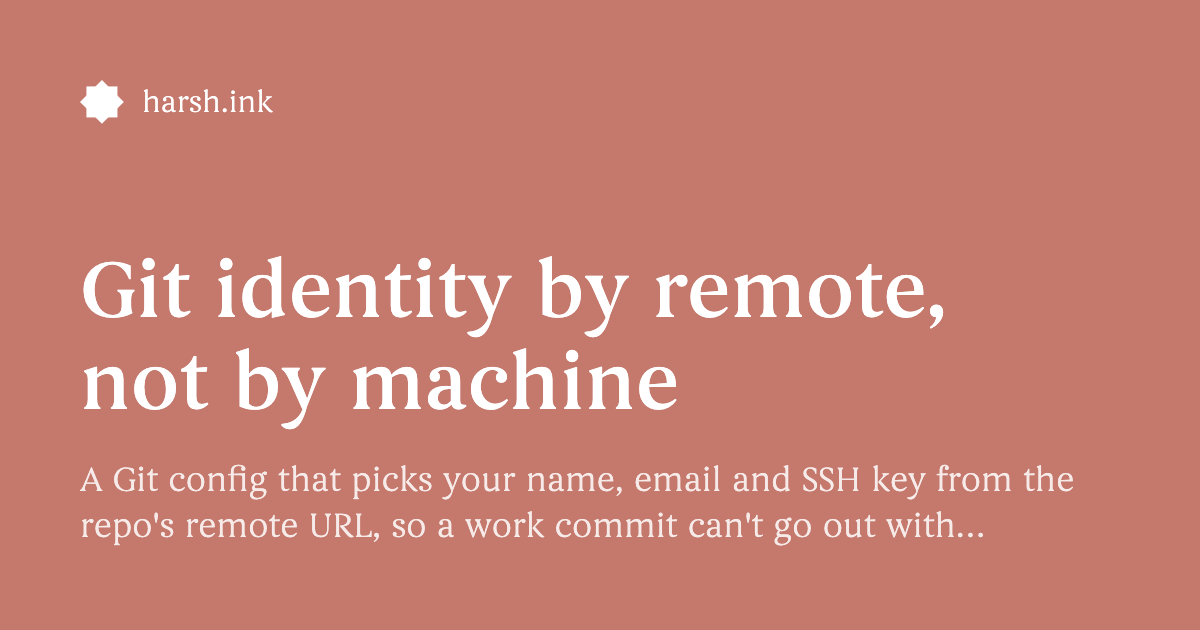 harsh.ink
Git identity by remote,
not by machine
A Git config that picks your name, email and SSH key from the
repo's remote URL, so a work commit can't go out with...